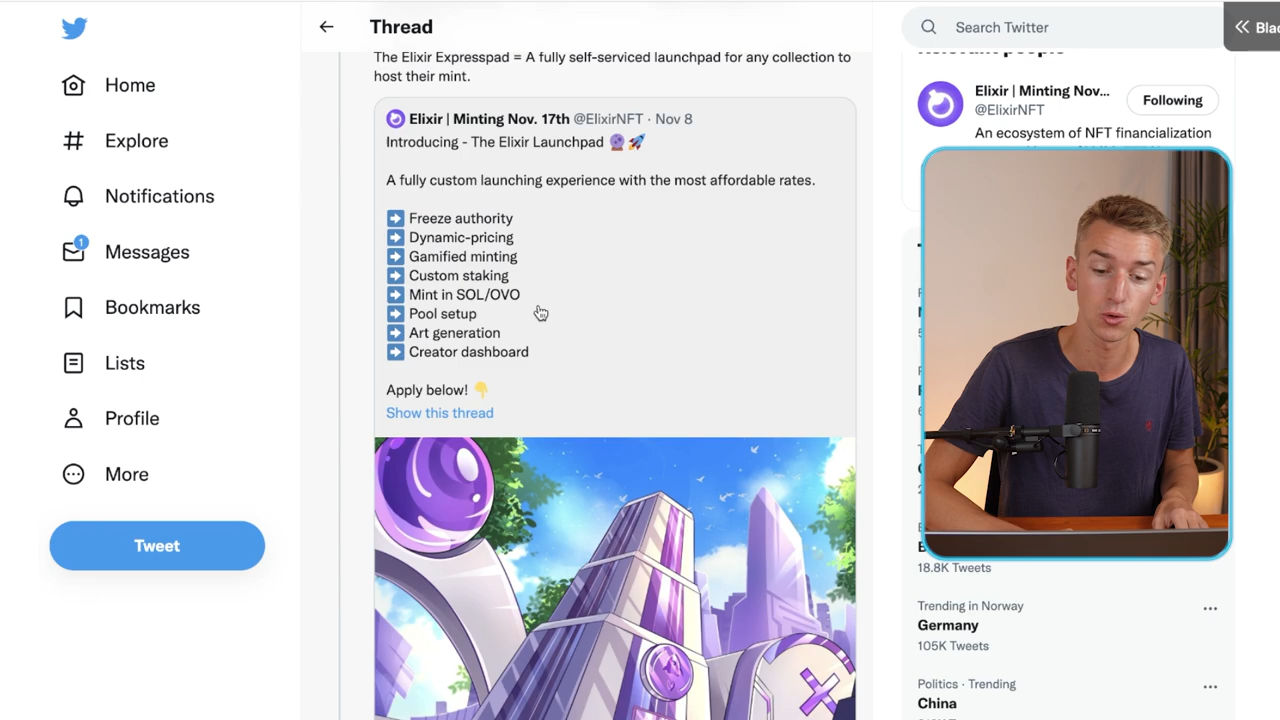 Home
Explore
Notifications
1
Messages
Bookmarks
Lists
Profile
More
Tweet
Thread
The Elixir Expresspad = A fully self-serviced launchpad for any collection to
host their mint.
Elixir | Minting Nov. 17th @ElixirNFT · Nov 8
Introducing - The Elixir Launchpad 🔮🚀
A fully custom launching experience with the most affordable rates.
➡️ Freeze authority
➡️ Dynamic-pricing
➡️ Gamified minting
➡️ Custom staking
➡️ Mint in SOL/OVO
➡️ Pool setup
➡️ Art generation
➡️ Creator dashboard
Apply below! 👇
Show this thread
Search Twitter
Elixir | Minting Nov...
@ElixirNFT
Following
An ecosystem of NFT financialization
18.8K Tweets
Trending in Norway
Germany
105K Tweets
Politics · Trending
China